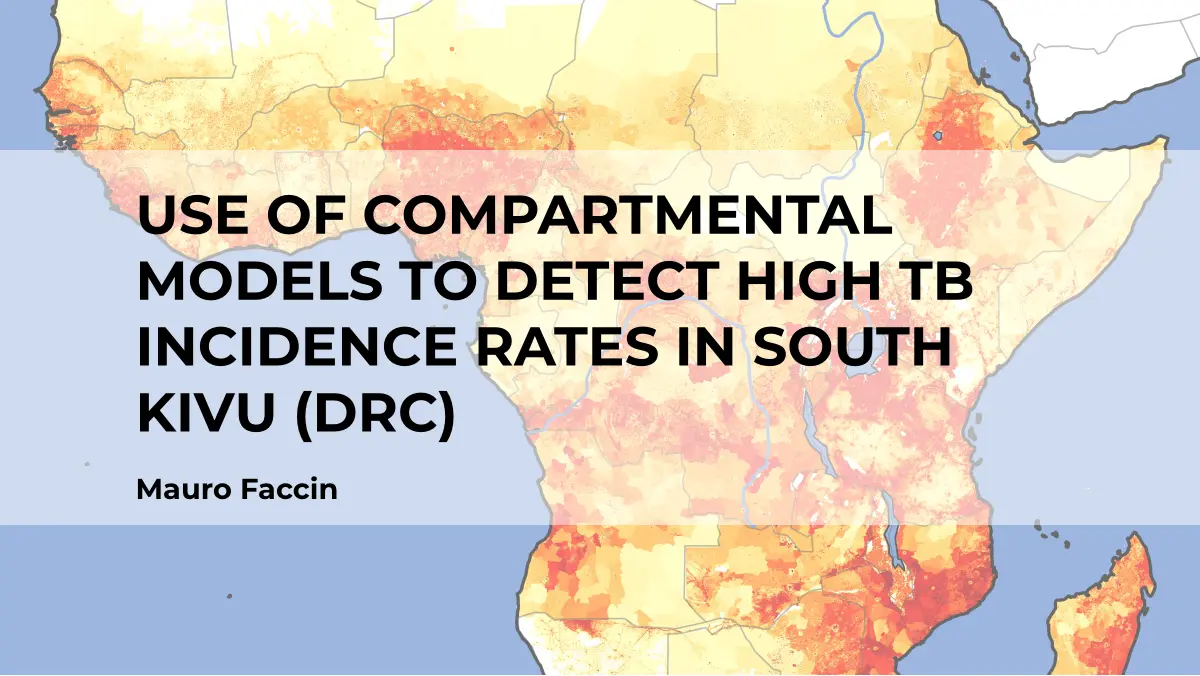 USE OF COMPARTMENTAL
MODELS TO DETECT HIGH TB
INCIDENCE RATES IN SOUTH
KIVU (DRC)
Mauro Faccin